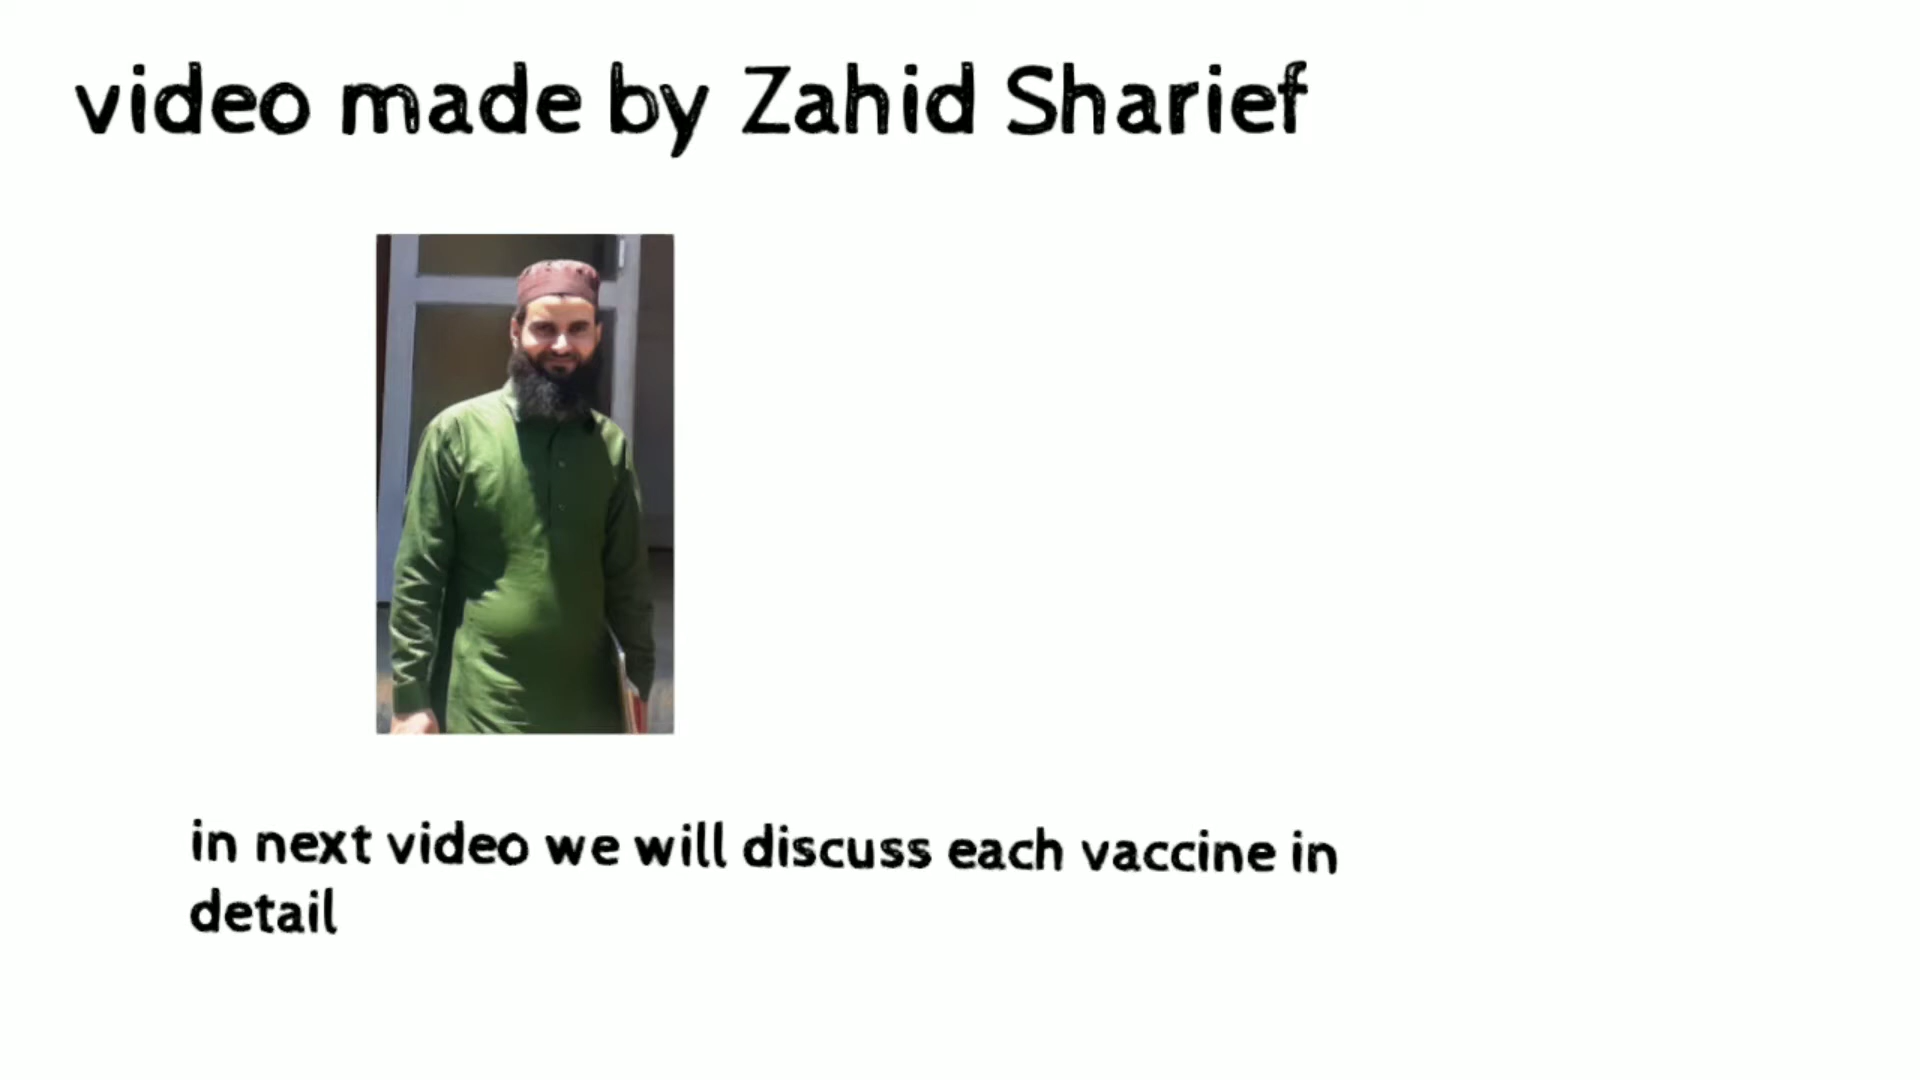 video made by Zahid Sharief
in next video we will discuss each vaccine in
detail